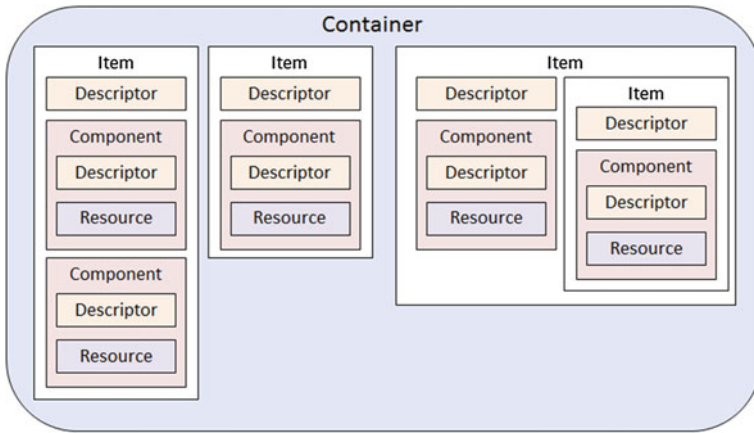 Container
Item
Descriptor
Component
Descriptor
Resource
Component
Descriptor
Resource
Item
Descriptor
Component
Descriptor
Resource
Item
Descriptor
Component
Descriptor
Resource
Item
Descriptor
Component
Descriptor
Resource